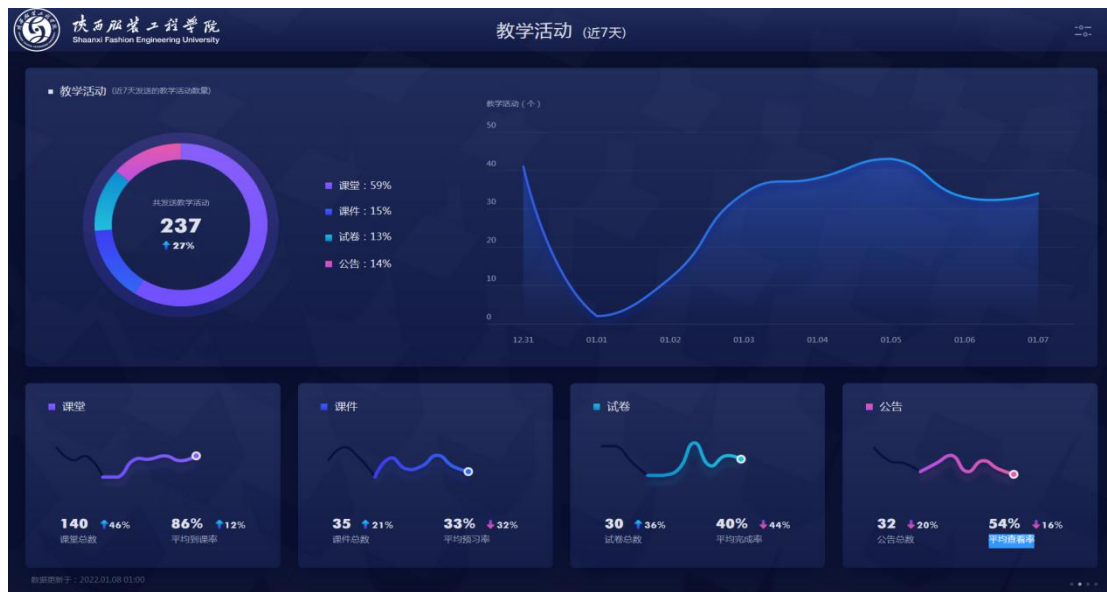 陕西服装工程学院
Shaanxi Fashion Engineering University
教学活动 (近7天)
教学活动 (近7天发送的教学活动数量)
共发送教学活动
237
27%
课堂：59%
课件：15%
试卷：13%
公告：14%
教学活动（个）
50
40
30
20
10
0
12.31 01.01 01.02 01.03 01.04 01.05 01.06 01.07
课堂
140 46% 86% 12%
课堂总数 平均到课率
课件
35 21% 33% 32%
课件总数 平均预习率
试卷
30 36% 40% 44%
试卷总数 平均完成率
公告
32 20% 54% 16%
公告总数 平均查看率
数据更新于：2022.01.08 01:00